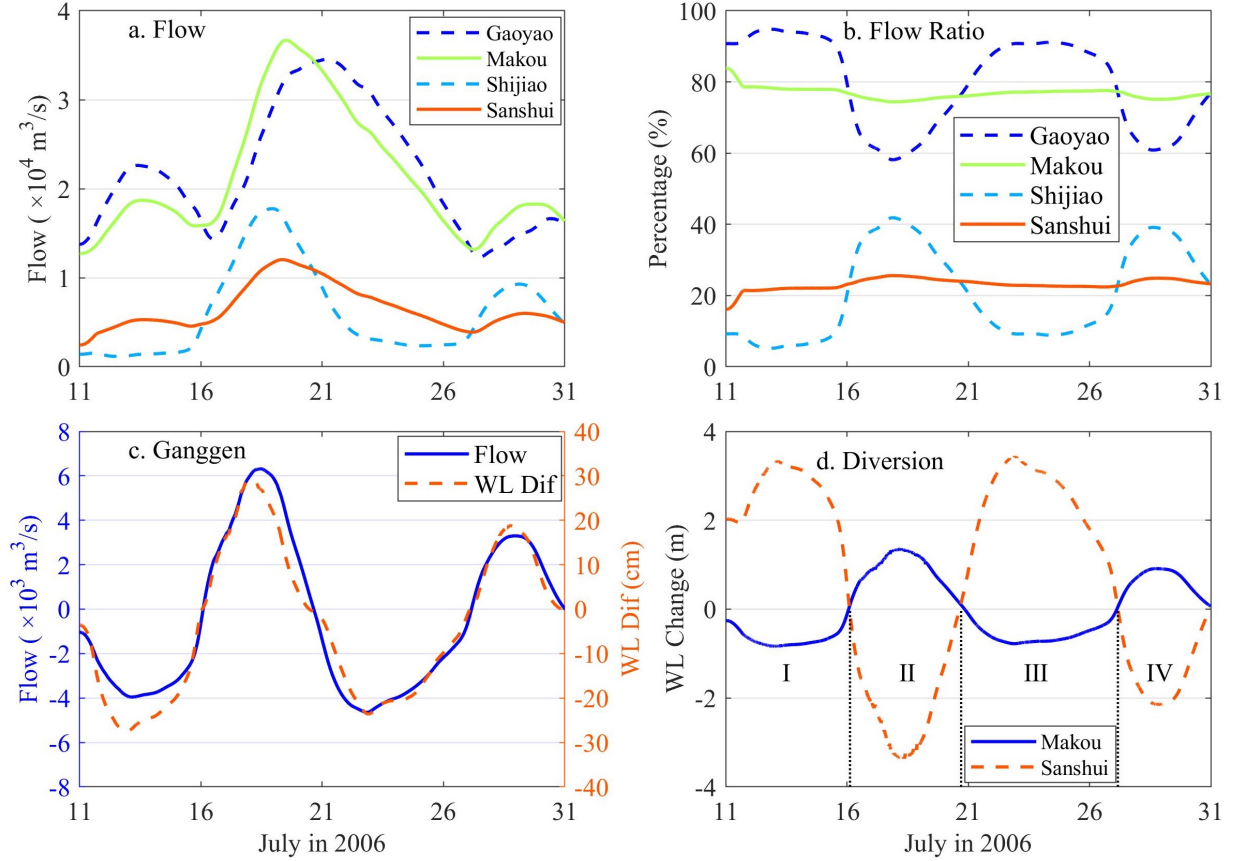 a. Flow
Gaoyao
Makou
Shijiao
Sanshui
Flow ( ×10⁴ m³/s)
4
3
2
1
0
11 16 21 26 31
b. Flow Ratio
Gaoyao
Makou
Shijiao
Sanshui
Percentage (%)
100
80
60
40
20
0
11 16 21 26 31
c. Ganggen
Flow
WL Dif
Flow ( ×10³ m³/s)
8
6
4
2
0
-2
-4
-6
-8
WL Dif (cm)
40
30
20
10
0
-10
-20
-30
-40
11 16 21 26 31
July in 2006
d. Diversion
WL Change (m)
4
2
0
-2
-4
I II III IV
Makou
Sanshui
11 16 21 26 31
July in 2006